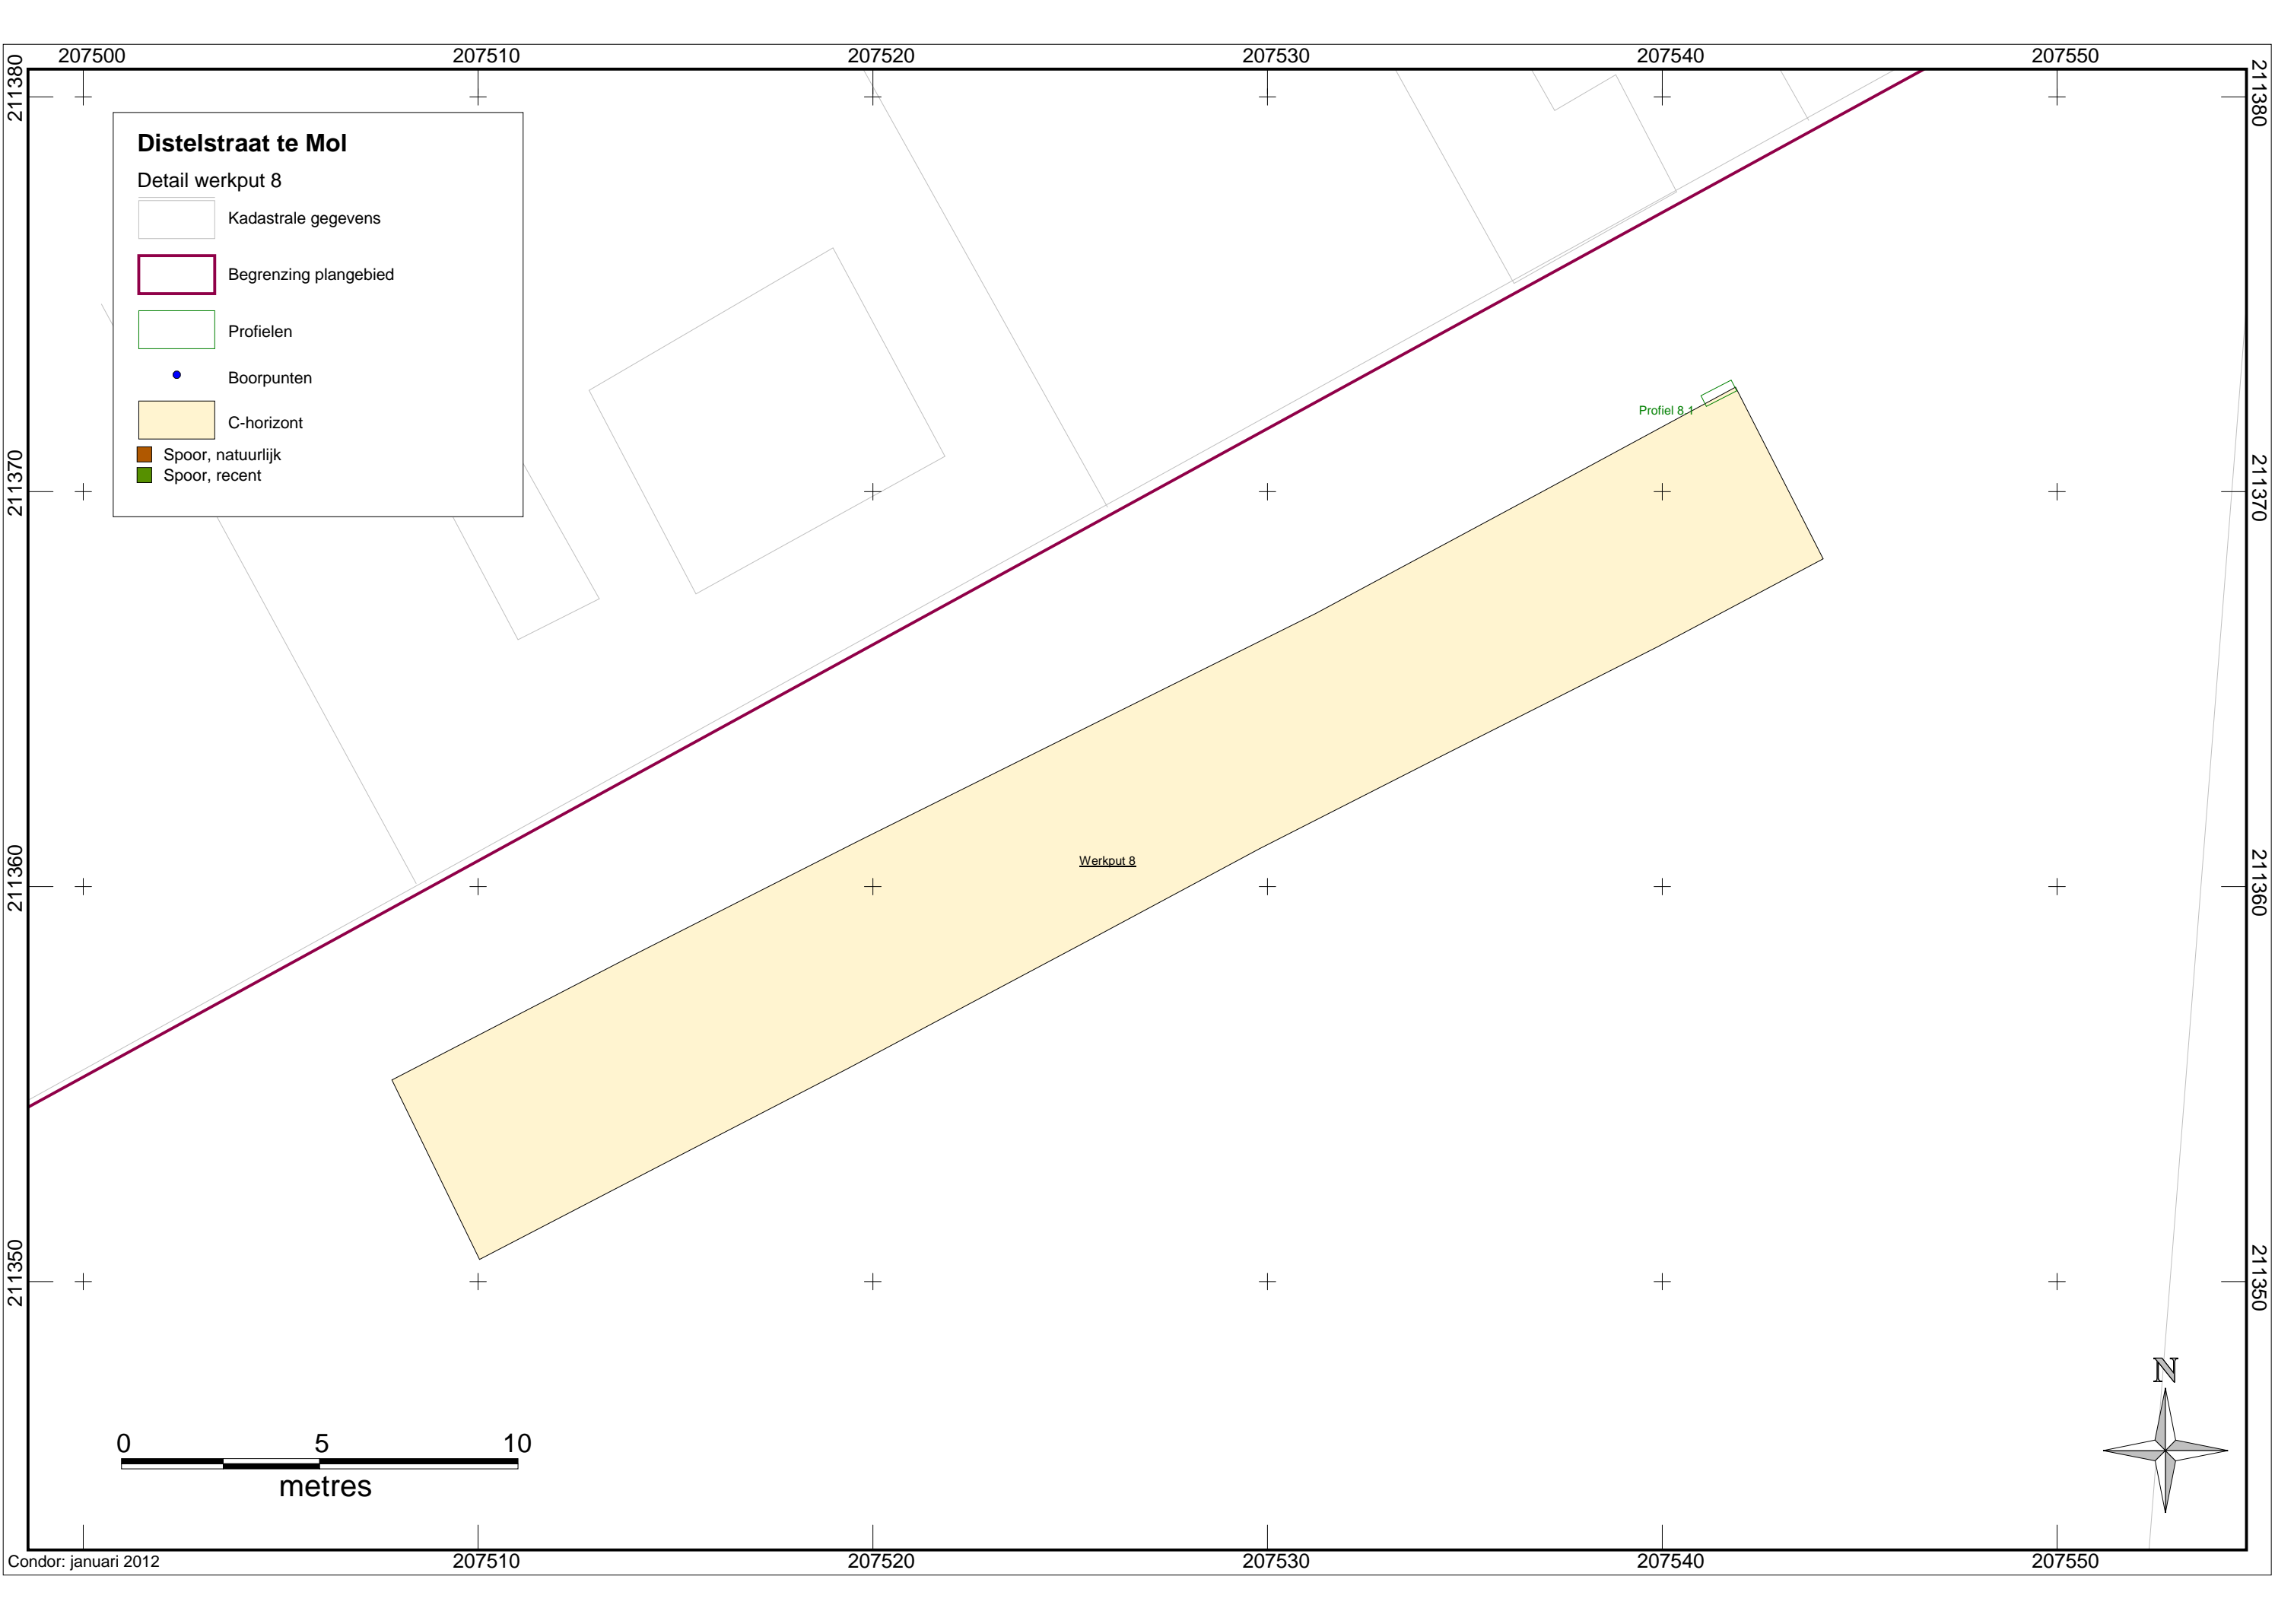 207500 207510 207520 207530 207540 207550
211380
211380
Distelstraat te Mol
Detail werkput 8
Kadastrale gegevens
Begrenzing plangebied
Profielen
Boorpunten
C-horizont
Spoor, natuurlijk
Spoor, recent
Profiel 8.1
211370
211370
Werkput 8
211360
211360
211350
211350
N
0 5 10
metres
Condor: januari 2012
207510 207520 207530 207540 207550